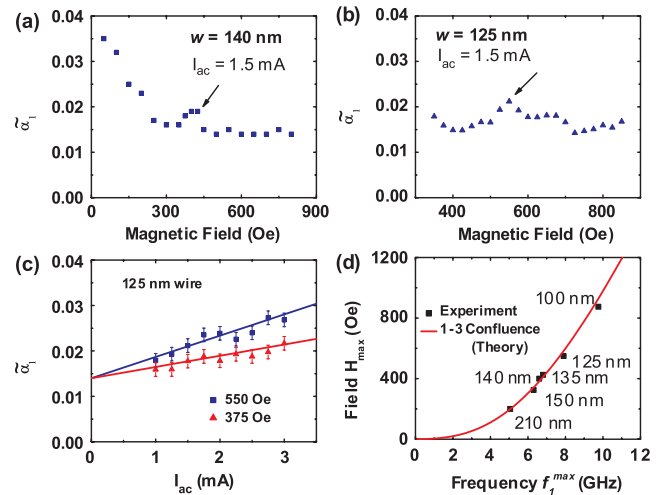 (a)
w = 140 nm
I_ac = 1.5 mA
0.04
0.03
0.02
0.01
0.00
α̃₁
0 300 600 900
Magnetic Field (Oe)
(b)
w = 125 nm
I_ac = 1.5 mA
0.04
0.03
0.02
0.01
0.00
α̃₁
400 600 800
Magnetic Field (Oe)
(c)
125 nm wire
0.04
0.03
0.02
0.01
0.00
α̃₁
550 Oe
375 Oe
0 1 2 3
I_ac (mA)
(d)
1200
800
400
0
Field H_max (Oe)
Experiment
1-3 Confluence
(Theory)
100 nm
125 nm
140 nm
135 nm
150 nm
210 nm
0 2 4 6 8 10 12
Frequency f₁^max (GHz)